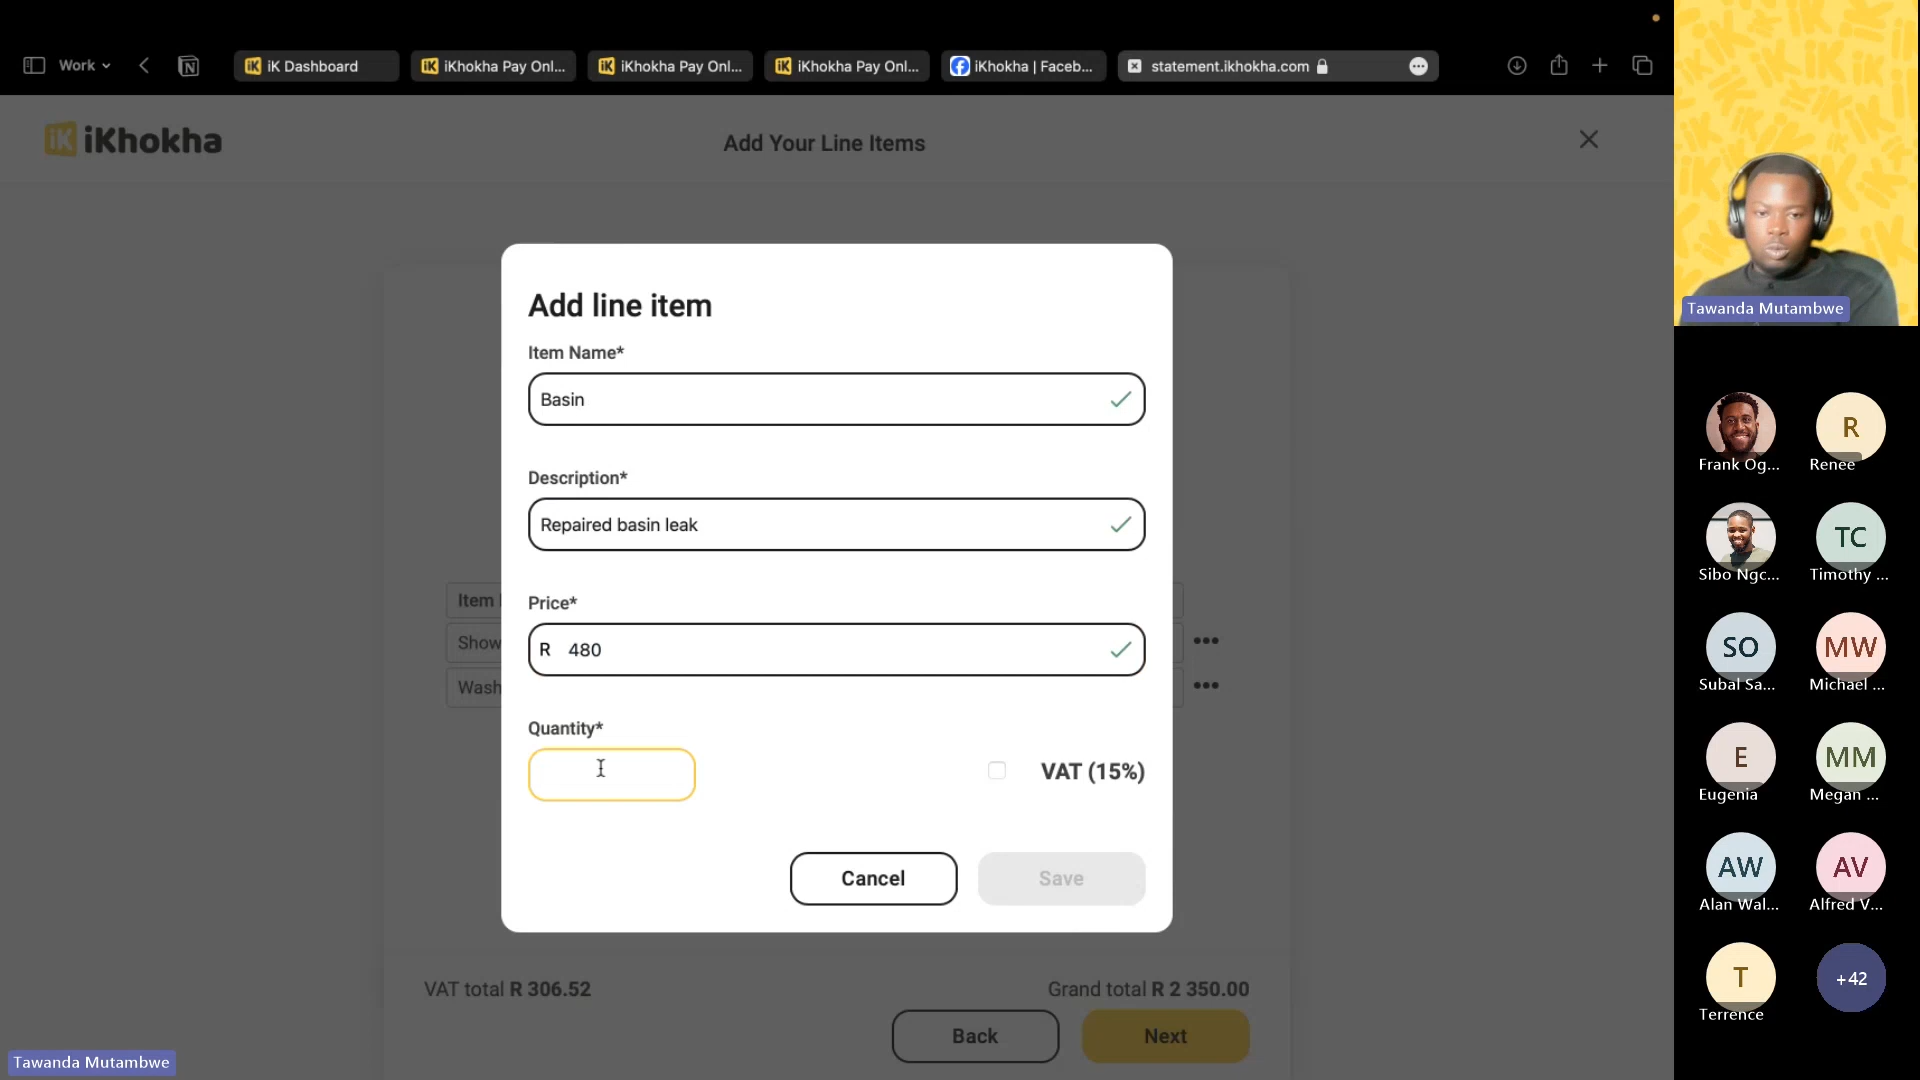 Work
iK Dashboard
iKhokha Pay Onl...
iKhokha Pay Onl...
iKhokha Pay Onl...
iKhokha | Faceb...
statement.ikhokha.com
iK iKhokha
Add Your Line Items
Add line item
Item Name*
Basin
Description*
Repaired basin leak
Price*
R 480
Quantity*
VAT (15%)
Cancel
Save
Item
Show
Wash
VAT total R 306.52
Grand total R 2 350.00
Back
Next
Tawanda Mutambwe
Tawanda Mutambwe
Frank Og...
R
Renee
Sibo Ngc...
TC
Timothy ...
SO
Subal Sa...
MW
Michael ...
E
Eugenia
MM
Megan ...
AW
Alan Wal...
AV
Alfred V...
T
Terrence
+42